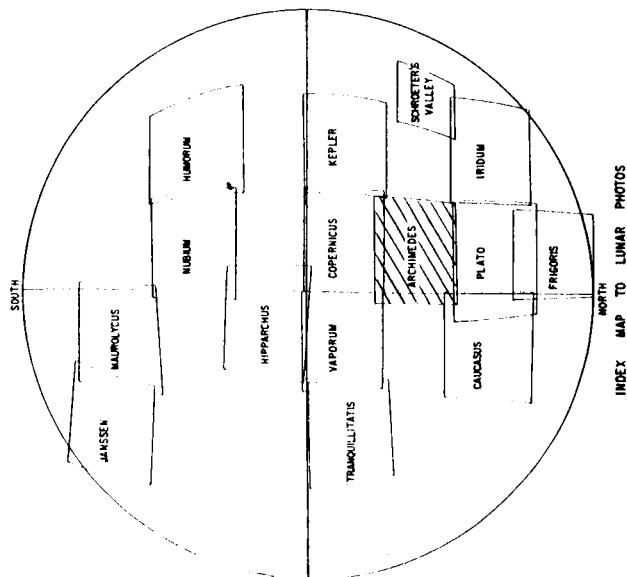 SOUTH
MAUROLYCUS
JANSSEN
HUMORUM
NUBIUM
HIPPARCHUS
KEPLER
COPERNICUS
VAPORUM
TRANQUILLITATIS
SCHROETER'S
VALLEY
ARCHIMEDES
IRIDUM
PLATO
CAUCASUS
FRIGORIS
NORTH
INDEX MAP TO LUNAR PHOTOS